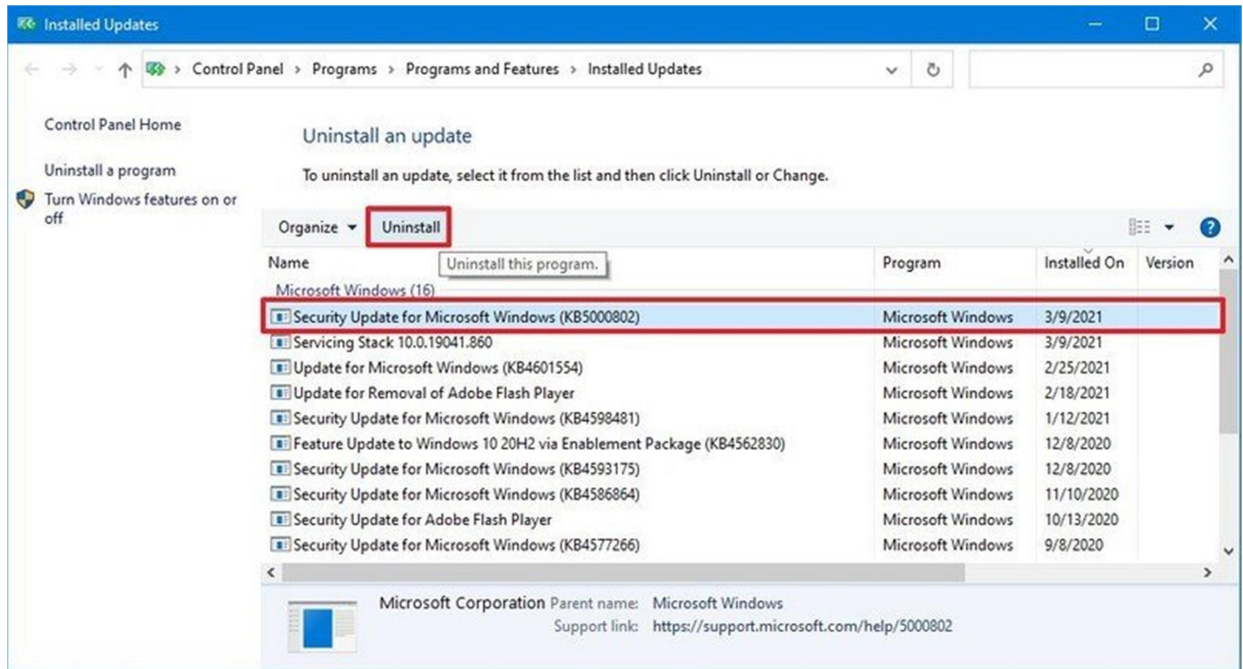 Installed Updates
Control Panel > Programs > Programs and Features > Installed Updates
Control Panel Home
Uninstall a program
Turn Windows features on or
off
Uninstall an update
To uninstall an update, select it from the list and then click Uninstall or Change.
Organize Uninstall
Uninstall this program.
Name Program Installed On Version
Microsoft Windows (16)
Security Update for Microsoft Windows (KB5000802) Microsoft Windows 3/9/2021
Servicing Stack 10.0.19041.860 Microsoft Windows 3/9/2021
Update for Microsoft Windows (KB4601554) Microsoft Windows 2/25/2021
Update for Removal of Adobe Flash Player Microsoft Windows 2/18/2021
Security Update for Microsoft Windows (KB4598481) Microsoft Windows 1/12/2021
Feature Update to Windows 10 20H2 via Enablement Package (KB4562830) Microsoft Windows 12/8/2020
Security Update for Microsoft Windows (KB4593175) Microsoft Windows 12/8/2020
Security Update for Microsoft Windows (KB4586864) Microsoft Windows 11/10/2020
Security Update for Adobe Flash Player Microsoft Windows 10/13/2020
Security Update for Microsoft Windows (KB4577266) Microsoft Windows 9/8/2020
Microsoft Corporation Parent name: Microsoft Windows
Support link: https://support.microsoft.com/help/5000802